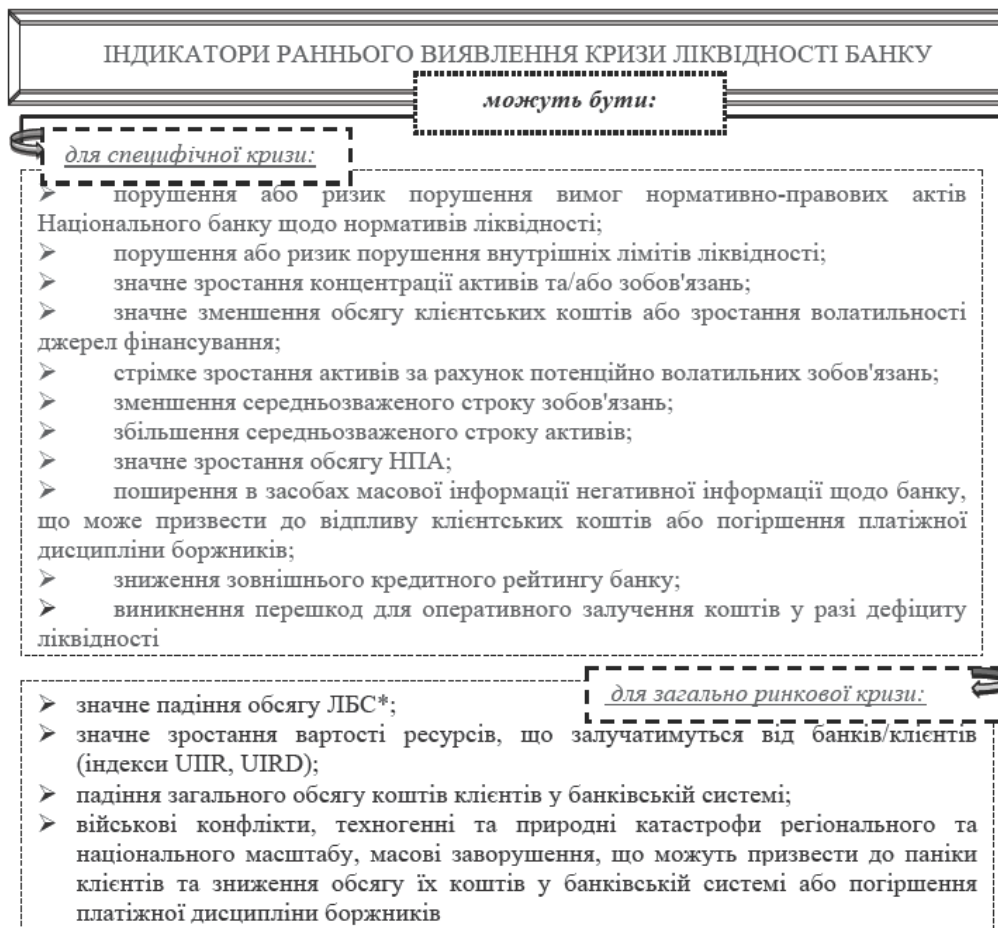 ІНДИКАТОРИ РАННЬОГО ВИЯВЛЕННЯ КРИЗИ ЛІКВІДНОСТІ БАНКУ
можуть бути:
для специфічної кризи:
➢ порушення або ризик порушення вимог нормативно-правових актів
Національного банку щодо нормативів ліквідності;
➢ порушення або ризик порушення внутрішніх лімітів ліквідності;
➢ значне зростання концентрації активів та/або зобов'язань;
➢ значне зменшення обсягу клієнтських коштів або зростання волатильності
джерел фінансування;
➢ стрімке зростання активів за рахунок потенційно волатильних зобов'язань;
➢ зменшення середньозваженого строку зобов'язань;
➢ збільшення середньозваженого строку активів;
➢ значне зростання обсягу НПА;
➢ поширення в засобах масової інформації негативної інформації щодо банку,
що може призвести до відпливу клієнтських коштів або погіршення платіжної
дисципліни боржників;
➢ зниження зовнішнього кредитного рейтингу банку;
➢ виникнення перешкод для оперативного залучення коштів у разі дефіциту
ліквідності
для загально ринкової кризи:
➢ значне падіння обсягу ЛБС*;
➢ значне зростання вартості ресурсів, що залучатимуться від банків/клієнтів
(індекси UIIR, UIRD);
➢ падіння загального обсягу коштів клієнтів у банківській системі;
➢ військові конфлікти, техногенні та природні катастрофи регіонального та
національного масштабу, масові заворушення, що можуть призвести до паніки
клієнтів та зниження обсягу їх коштів у банківській системі або погіршення
платіжної дисципліни боржників